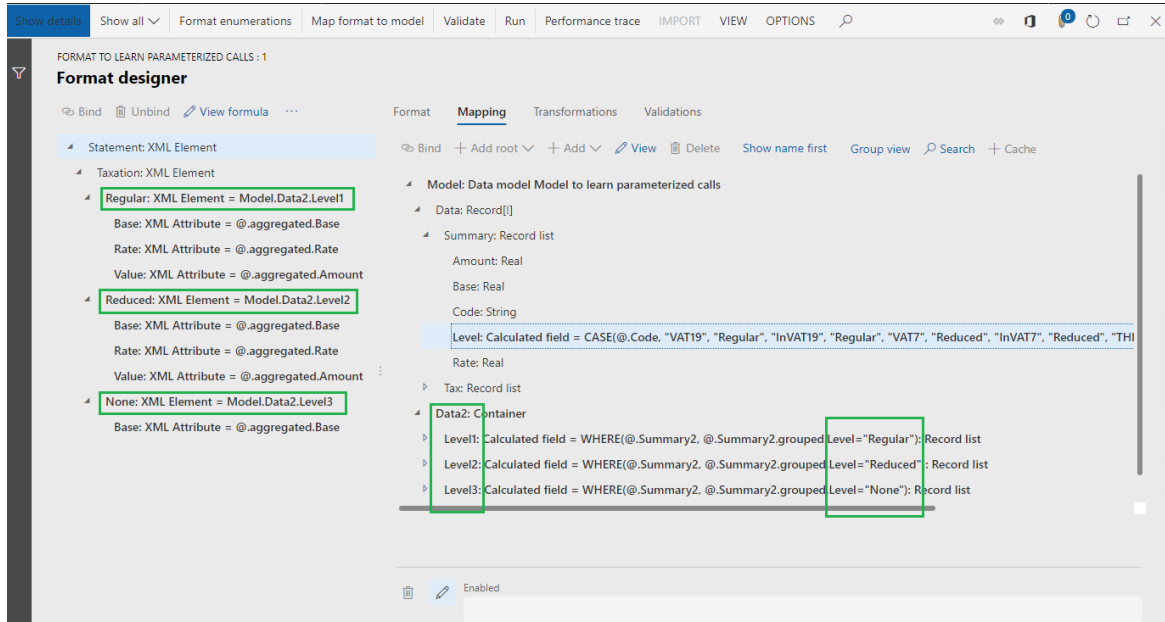 Show details Show all Format enumerations Map format to model Validate Run Performance trace IMPORT VIEW OPTIONS 0
FORMAT TO LEARN PARAMETERIZED CALLS : 1
Format designer
Bind Unbind View formula ...
Statement: XML Element
Taxation: XML Element
Regular: XML Element = Model.Data2.Level1
Base: XML Attribute = @.aggregated.Base
Rate: XML Attribute = @.aggregated.Rate
Value: XML Attribute = @.aggregated.Amount
Reduced: XML Element = Model.Data2.Level2
Base: XML Attribute = @.aggregated.Base
Rate: XML Attribute = @.aggregated.Rate
Value: XML Attribute = @.aggregated.Amount
None: XML Element = Model.Data2.Level3
Base: XML Attribute = @.aggregated.Base
Format Mapping Transformations Validations
Bind Add root Add View Delete Show name first Group view Search Cache
Model: Data model Model to learn parameterized calls
Data: Record[!]
Summary: Record list
Amount: Real
Base: Real
Code: String
Level: Calculated field = CASE(@.Code, "VAT19", "Regular", "InVAT19", "Regular", "VAT7", "Reduced", "InVAT7", "Reduced", "THI
Rate: Real
Tax: Record list
Data2: Container
Level1: Calculated field = WHERE(@.Summary2, @.Summary2.grouped.Level="Regular"): Record list
Level2: Calculated field = WHERE(@.Summary2, @.Summary2.grouped.Level="Reduced"): Record list
Level3: Calculated field = WHERE(@.Summary2, @.Summary2.grouped.Level="None"): Record list
Enabled